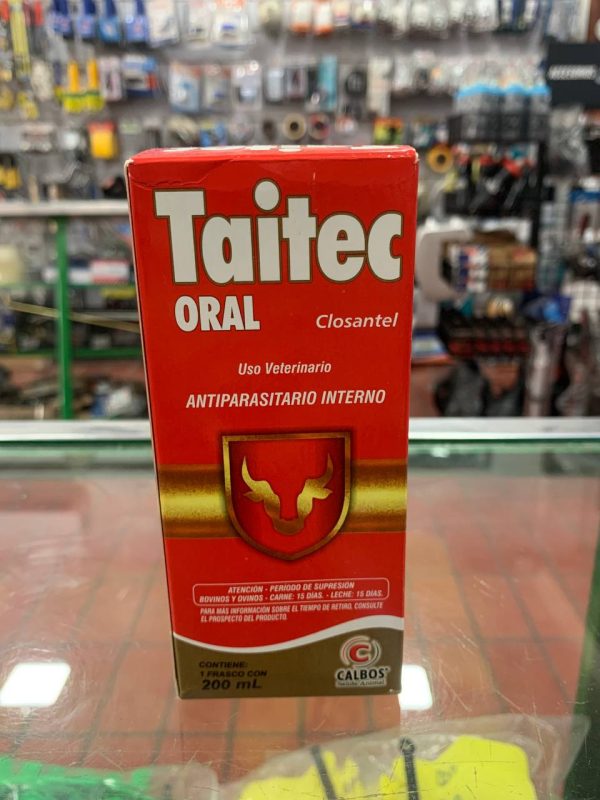 Taitec
ORAL
Closantel
Uso Veterinario
ANTIPARASITARIO INTERNO
ATENCIÓN - PERIODO DE SUPRESIÓN
BOVINOS Y OVINOS - CARNE: 15 DÍAS. - LECHE: 15 DÍAS.
PARA MÁS INFORMACIÓN SOBRE EL TIEMPO DE RETIRO, CONSULTE
EL PROSPECTO DEL PRODUCTO.
CONTIENE:
1 FRASCO CON
200 mL
C
CALBOS
Salud Animal